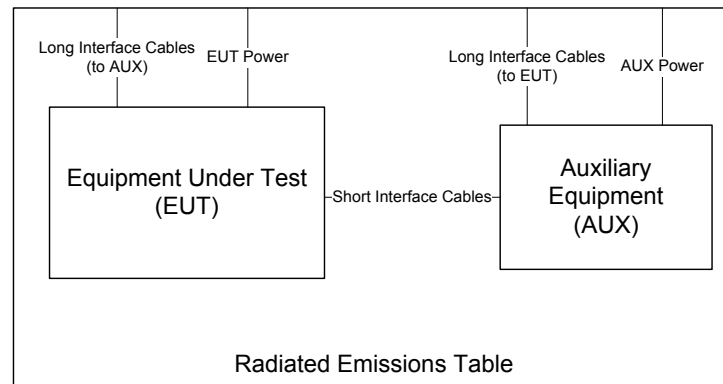 Long Interface Cables
(to AUX)
EUT Power
Long Interface Cables
(to EUT)
AUX Power
Equipment Under Test
(EUT)
Short Interface Cables
Auxiliary
Equipment
(AUX)
Radiated Emissions Table